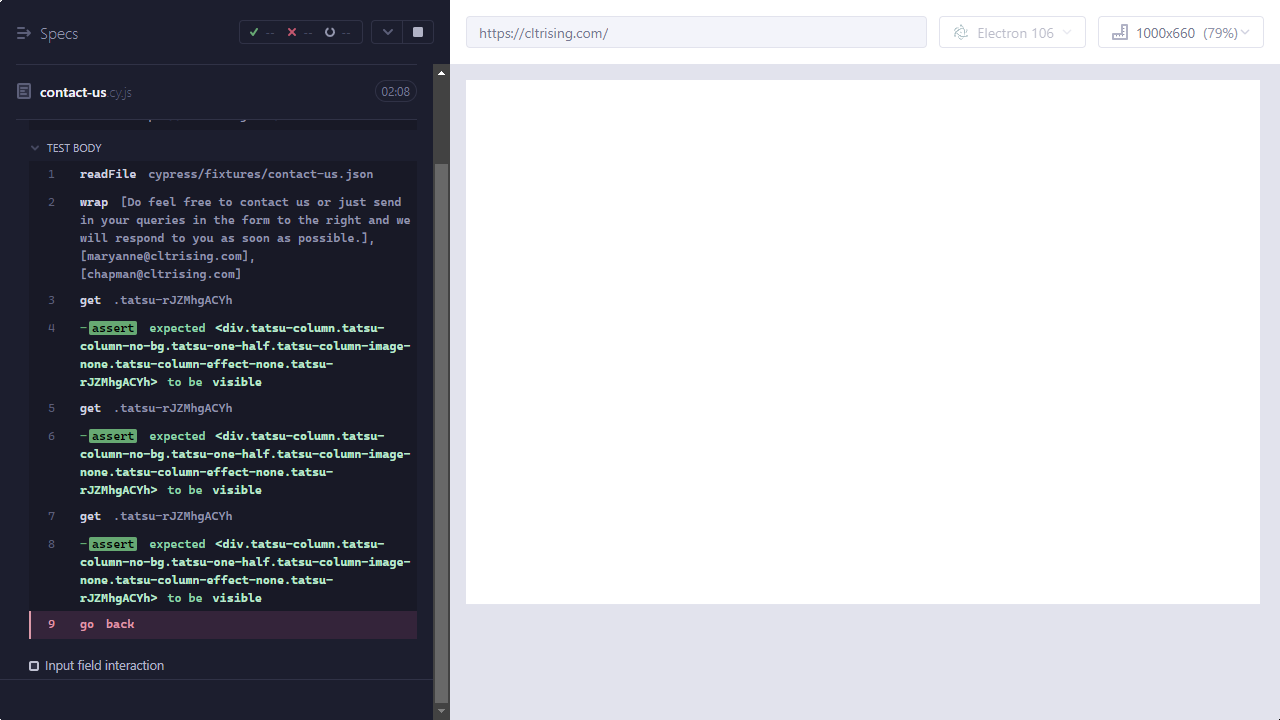 Specs
--
--
--
https://cltrising.com/
Electron 106
1000x660 (79%)
contact-us.cy.js
02:08
TEST BODY
1 readFile cypress/fixtures/contact-us.json
2 wrap [Do feel free to contact us or just send
in your queries in the form to the right and we
will respond to you as soon as possible.],
[maryanne@cltrising.com],
[chapman@cltrising.com]
3 get .tatsu-rJZMhgACYh
4 -assert expected <div.tatsu-column.tatsu-
column-no-bg.tatsu-one-half.tatsu-column-image-
none.tatsu-column-effect-none.tatsu-
rJZMhgACYh> to be visible
5 get .tatsu-rJZMhgACYh
6 -assert expected <div.tatsu-column.tatsu-
column-no-bg.tatsu-one-half.tatsu-column-image-
none.tatsu-column-effect-none.tatsu-
rJZMhgACYh> to be visible
7 get .tatsu-rJZMhgACYh
8 -assert expected <div.tatsu-column.tatsu-
column-no-bg.tatsu-one-half.tatsu-column-image-
none.tatsu-column-effect-none.tatsu-
rJZMhgACYh> to be visible
9 go back
Input field interaction